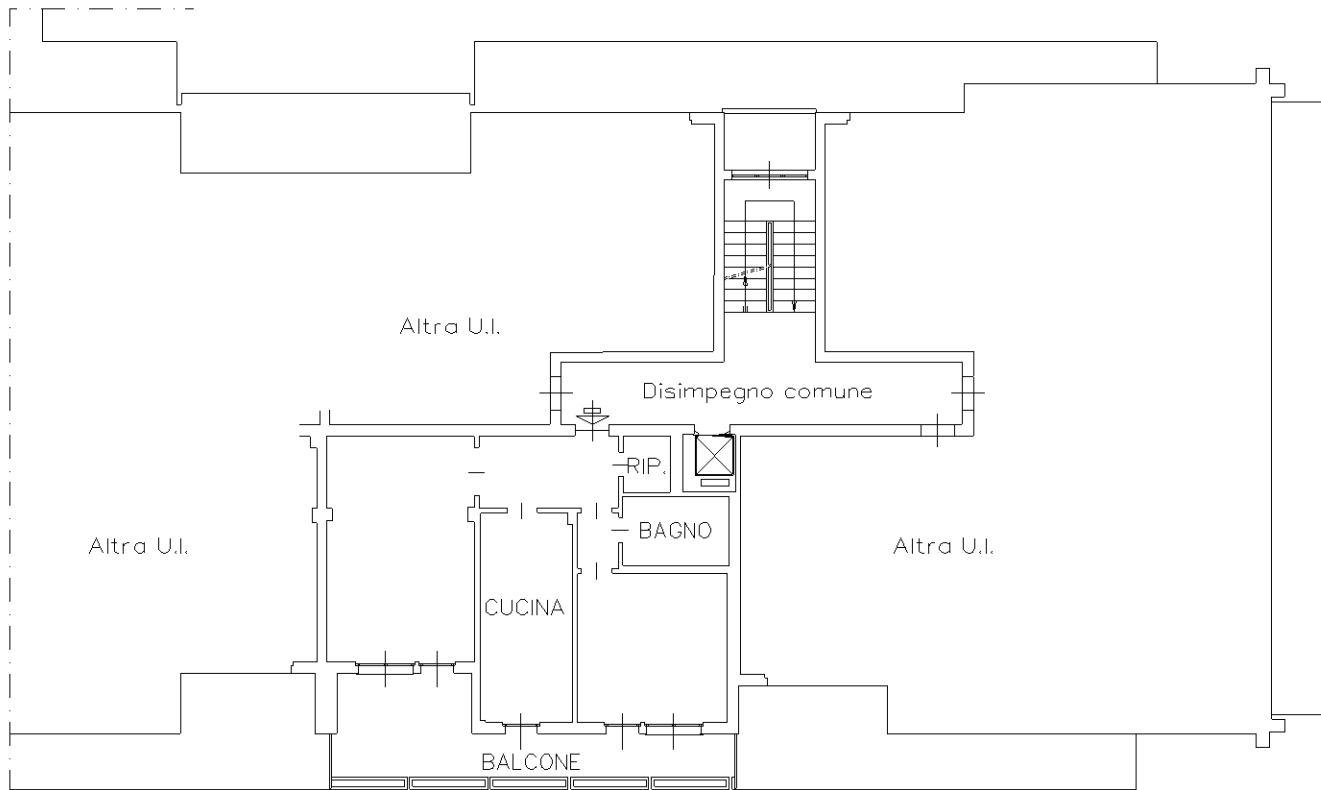 Altra U.I.
Disimpegno comune
RIP.
BAGNO
Altra U.I.
Altra U.I.
CUCINA
BALCONE